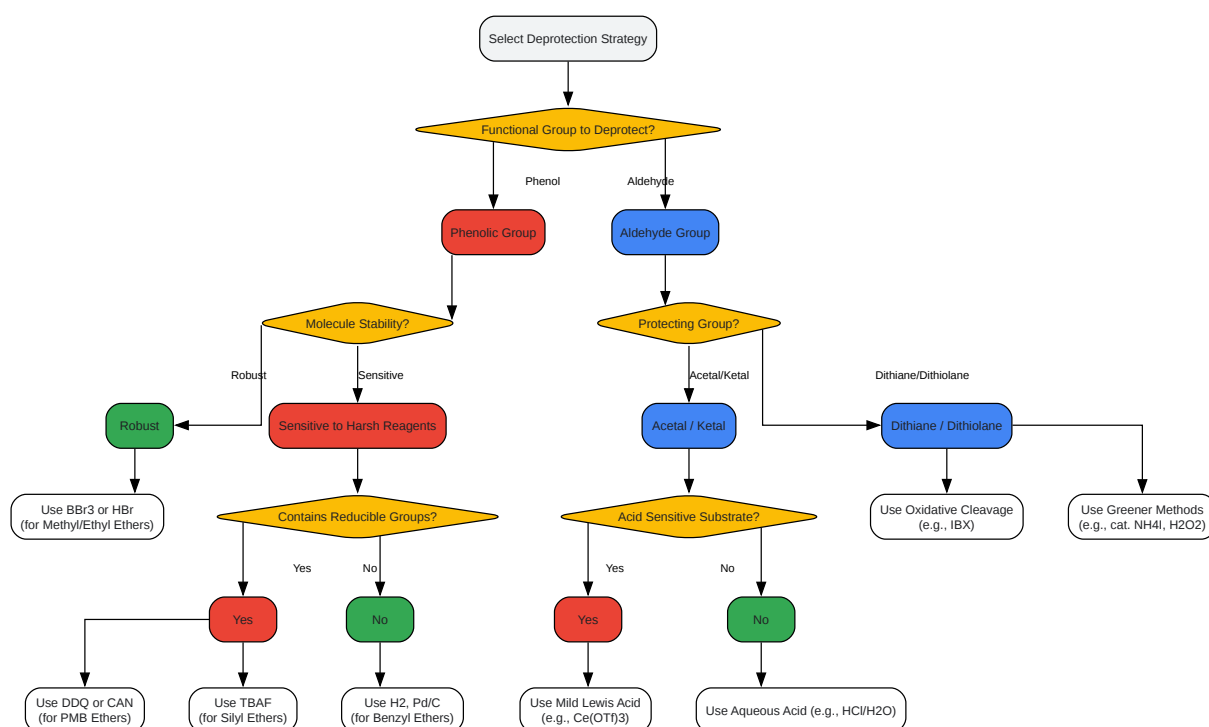 Select Deprotection Strategy
Functional Group to Deprotect?
Phenol
Aldehyde
Phenolic Group
Aldehyde Group
Molecule Stability?
Protecting Group?
Robust
Sensitive
Acetal/Ketal
Dithiane/Dithiolane
Robust
Sensitive to Harsh Reagents
Acetal / Ketal
Dithiane / Dithiolane
Use BBr3 or HBr
(for Methyl/Ethyl Ethers)
Contains Reducible Groups?
Acid Sensitive Substrate?
Use Oxidative Cleavage
(e.g., IBX)
Use Greener Methods
(e.g., cat. NH4I, H2O2)
Yes
No
Yes
No
Yes
No
Yes
No
Use DDQ or CAN
(for PMB Ethers)
Use TBAF
(for Silyl Ethers)
Use H2, Pd/C
(for Benzyl Ethers)
Use Mild Lewis Acid
(e.g., Ce(OTf)3)
Use Aqueous Acid (e.g., HCl/H2O)